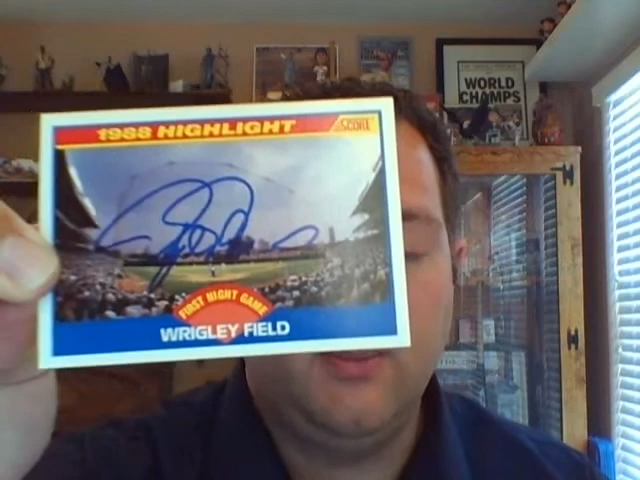 WORLD
CHAMPS
1988 HIGHLIGHT
SCORE
FIRST NIGHT GAME
WRIGLEY FIELD